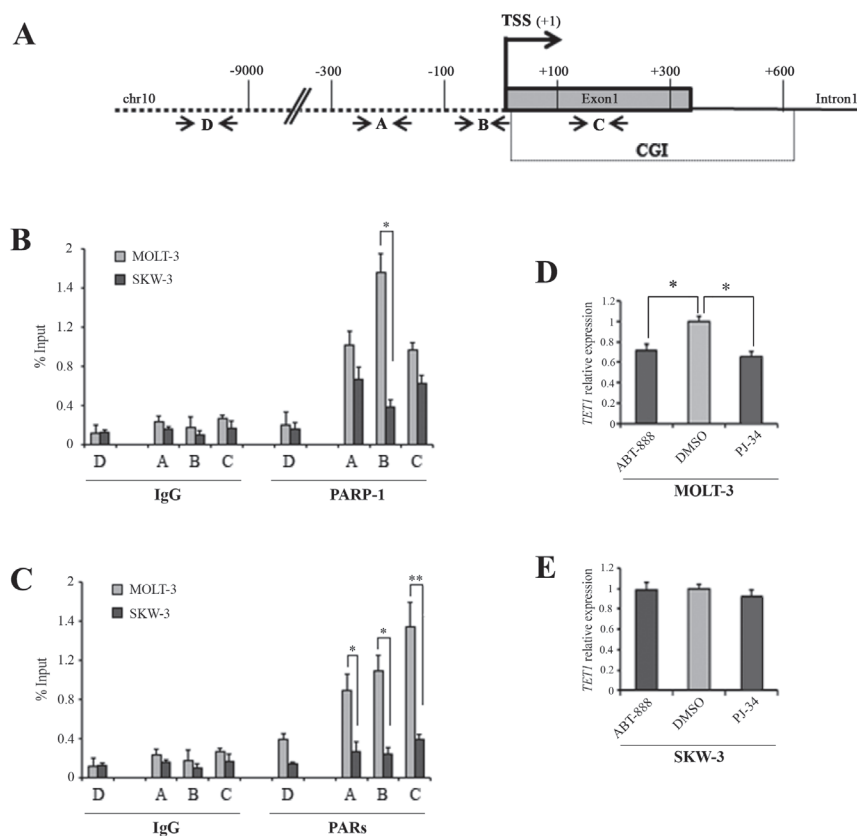 A
TSS (+1)
-9000
-300
-100
+100
+300
+600
chr10
Exon1
Intron1
D
A
B
C
CGI
B
MOLT-3
SKW-3
% Input
2
1.2
0.8
0.4
0
*
D A B C D A B C
IgG PARP-1
C
MOLT-3
SKW-3
% Input
2
1.2
0.8
0.4
0
* * **
D A B C D A B C
IgG PARs
D
TET1 relative expression
1.2
1
0.8
0.6
0.4
0.2
0
* *
ABT-888 DMSO PJ-34
MOLT-3
E
TET1 relative expression
1.2
1
0.8
0.6
0.4
0.2
0
ABT-888 DMSO PJ-34
SKW-3